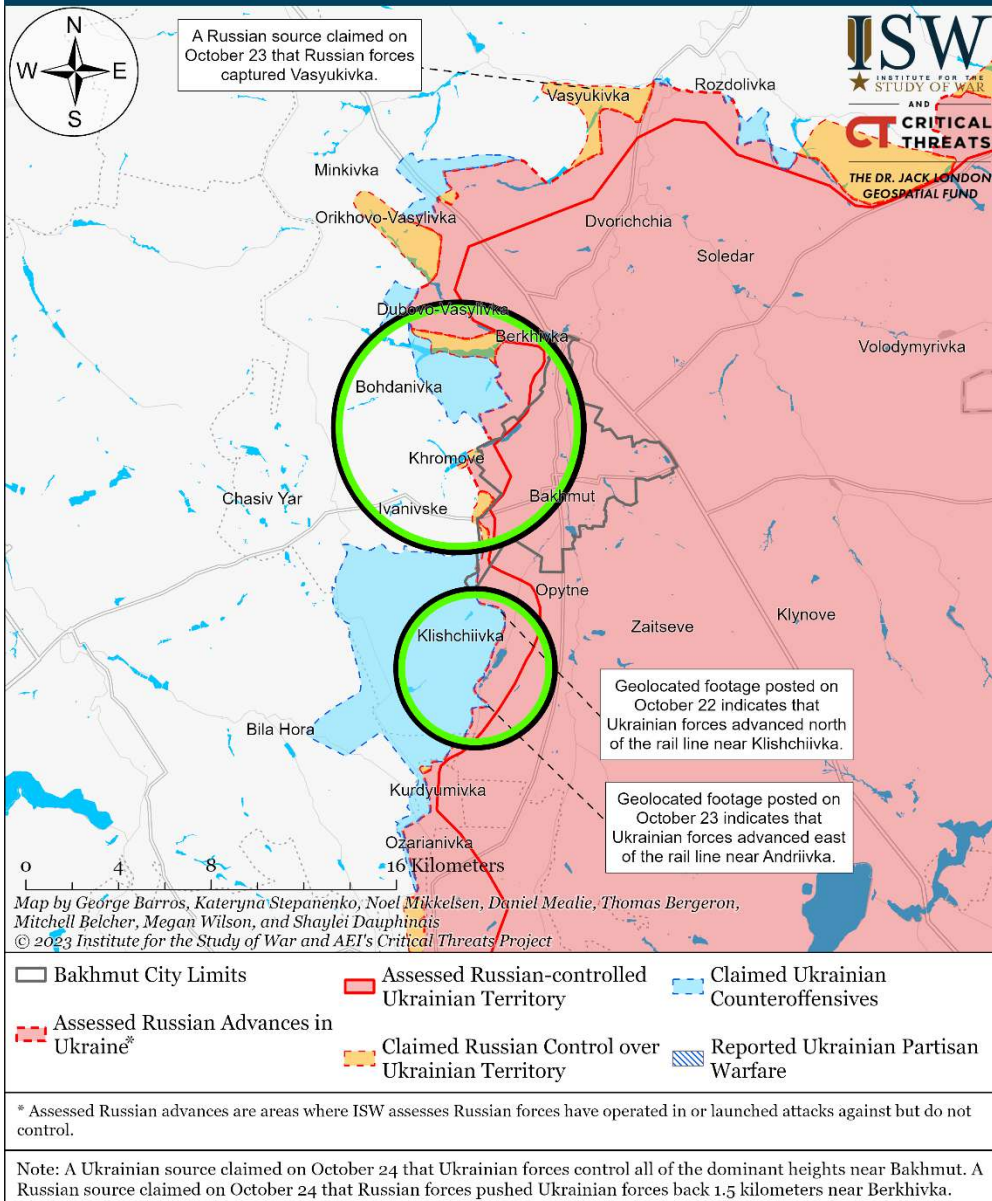 N
W
E
S
A Russian source claimed on
October 23 that Russian forces
captured Vasyukivka.
ISW
INSTITUTE FOR THE
STUDY OF WAR
AND
CT CRITICAL
THREATS
THE DR. JACK LONDON
GEOSPATIAL FUND
Vasyukivka
Rozdolivka
Minkivka
Orikhovo-Vasylivka
Dvorichchia
Soledar
Dubovo-Vasylivka
Berkhivka
Volodymyrivka
Bohdanivka
Khromove
Chasiv Yar
Ivanivske
Bakhmut
Opytne
Klishchiivka
Zaitseve
Klynove
Geolocated footage posted on
October 22 indicates that
Ukrainian forces advanced north
of the rail line near Klishchiivka.
Bila Hora
Kurdyumivka
Geolocated footage posted on
October 23 indicates that
Ukrainian forces advanced east
of the rail line near Andriivka.
Ozarianivka
0 4 8 16 Kilometers
Map by George Barros, Kateryna Stepanenko, Noel Mikkelsen, Daniel Mealie, Thomas Bergeron,
Mitchell Belcher, Megan Wilson, and Shaylei Dauphinais
© 2023 Institute for the Study of War and AEI's Critical Threats Project
Bakhmut City Limits
Assessed Russian Advances in
Ukraine*
Assessed Russian-controlled
Ukrainian Territory
Claimed Russian Control over
Ukrainian Territory
Claimed Ukrainian
Counteroffensives
Reported Ukrainian Partisan
Warfare
* Assessed Russian advances are areas where ISW assesses Russian forces have operated in or launched attacks against but do not
control.
Note: A Ukrainian source claimed on October 24 that Ukrainian forces control all of the dominant heights near Bakhmut. A
Russian source claimed on October 24 that Russian forces pushed Ukrainian forces back 1.5 kilometers near Berkhivka.